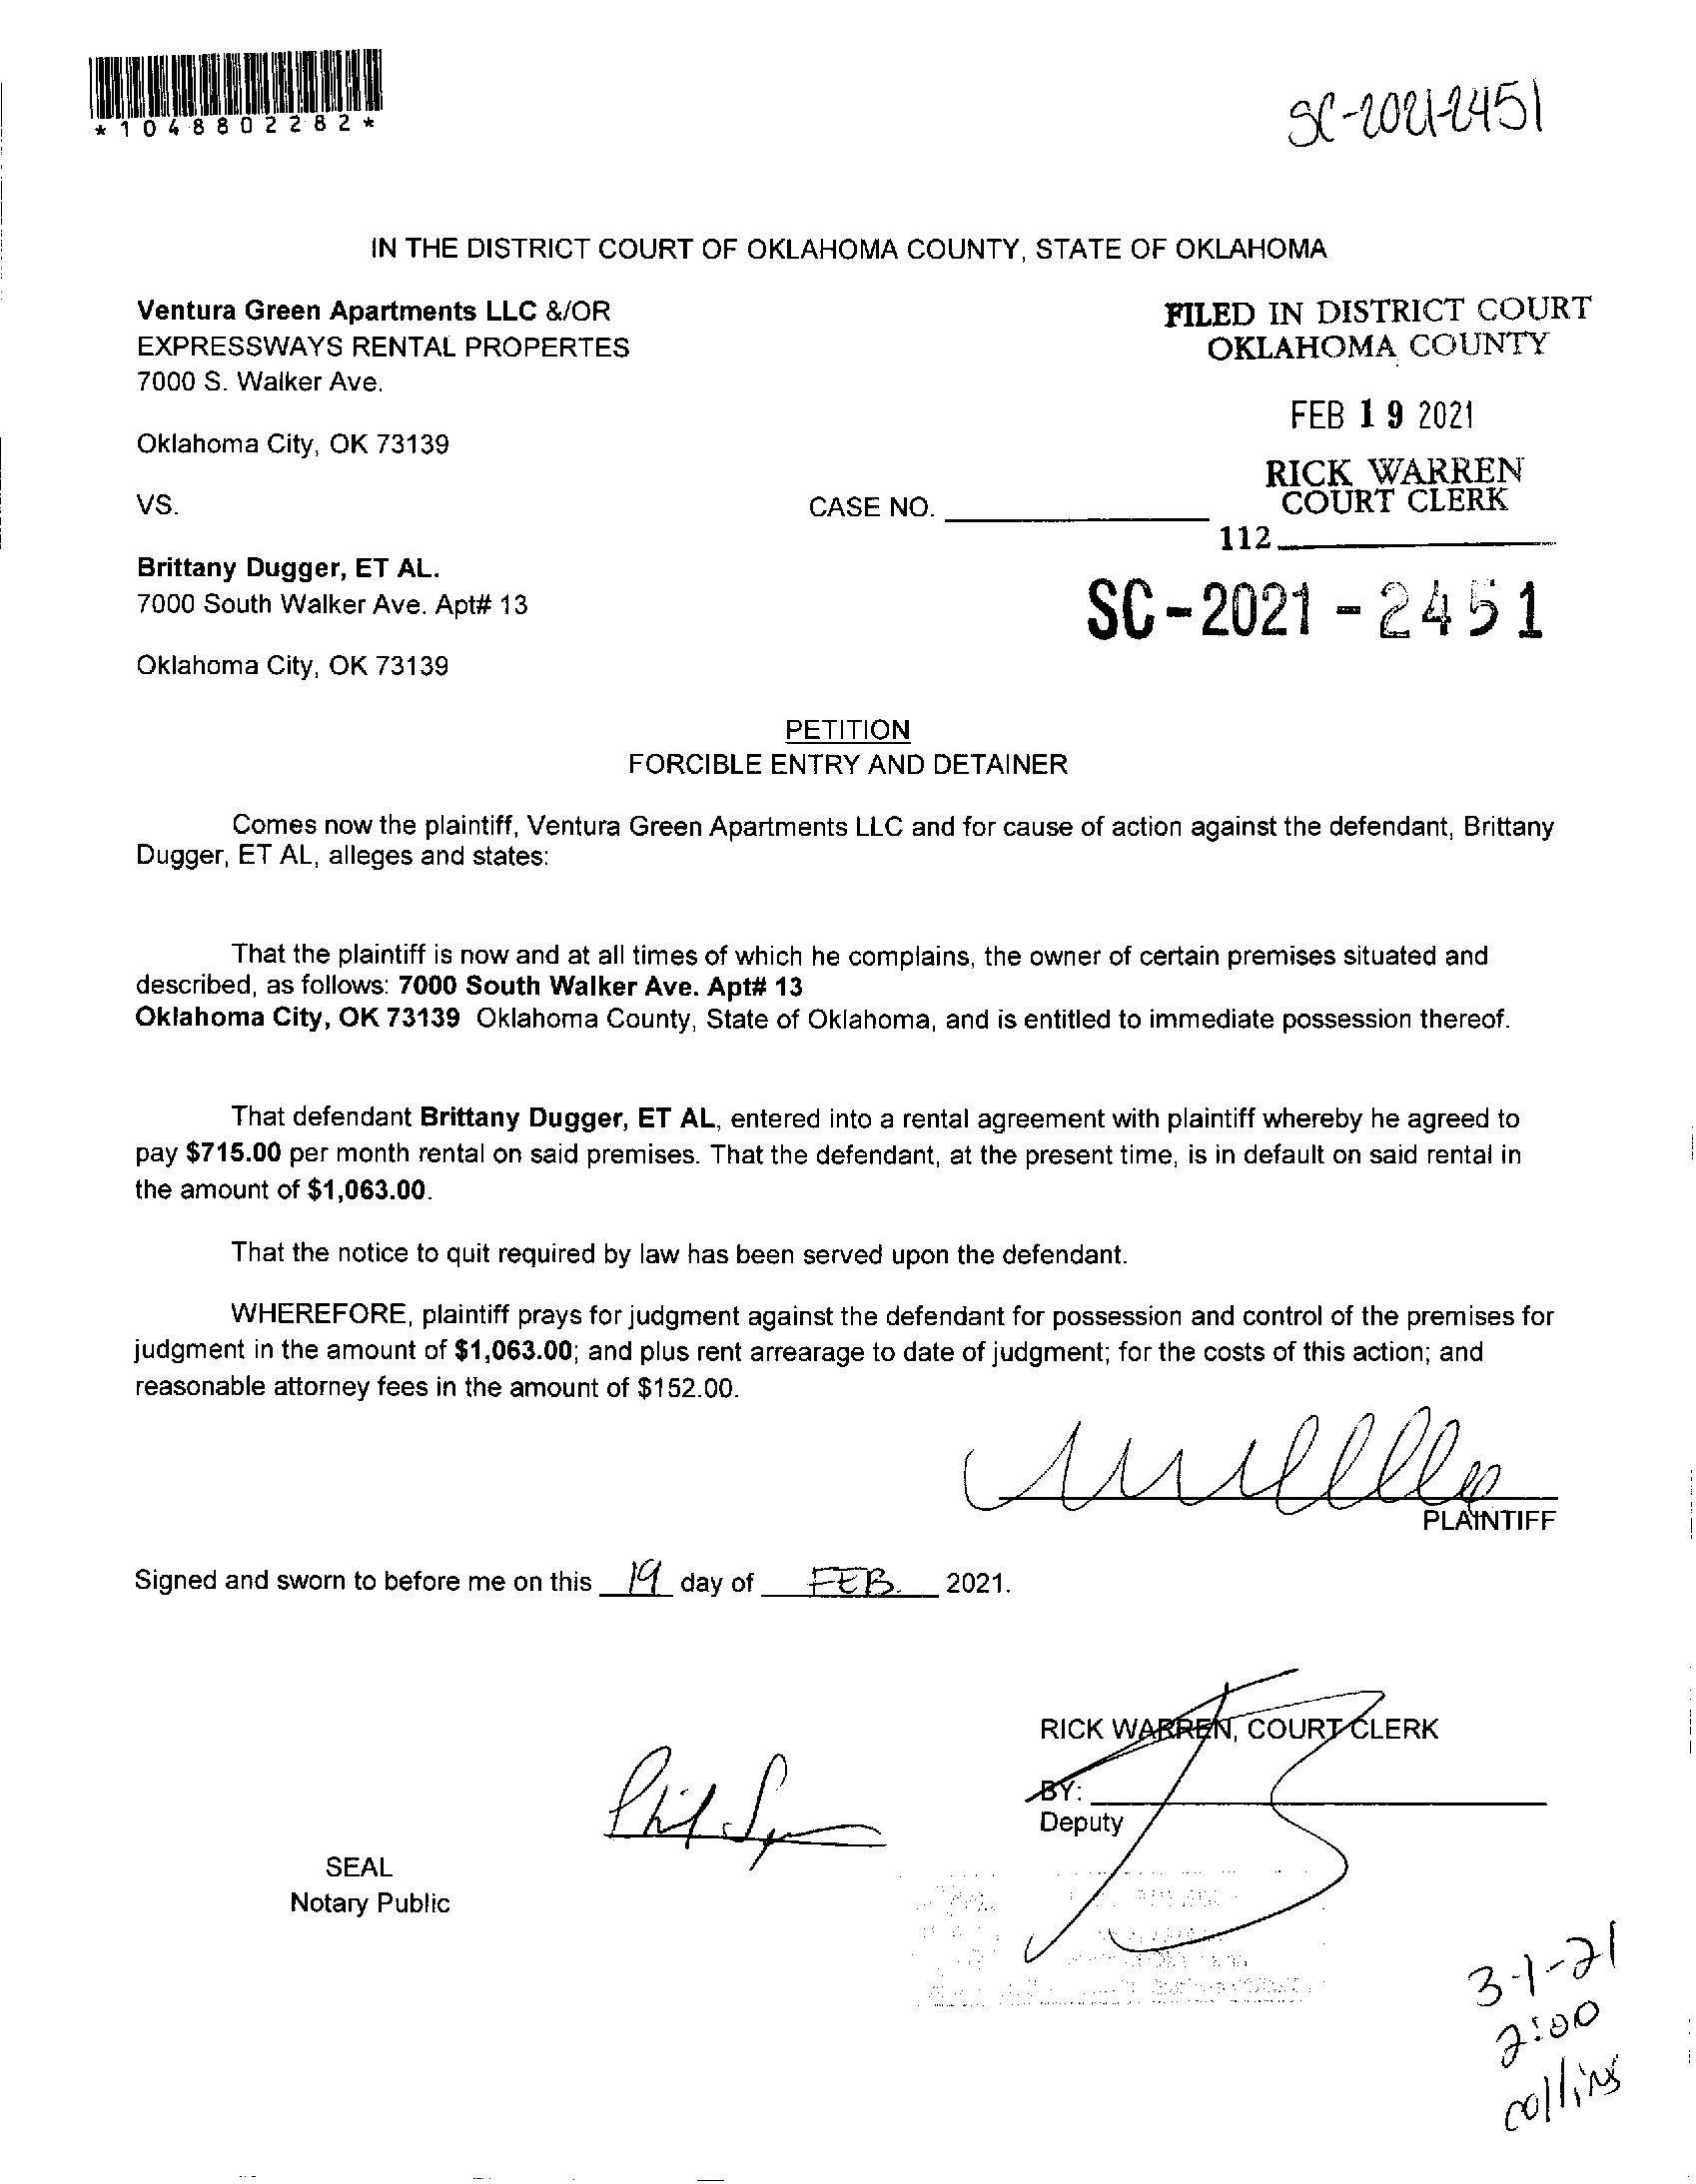 *1048802282*
SC-2021-2451
IN THE DISTRICT COURT OF OKLAHOMA COUNTY, STATE OF OKLAHOMA
Ventura Green Apartments LLC &/OR
EXPRESSWAYS RENTAL PROPERTES
7000 S. Walker Ave.
Oklahoma City, OK 73139
FILED IN DISTRICT COURT
OKLAHOMA COUNTY
FEB 19 2021
RICK WARREN
COURT CLERK
112
VS.
CASE NO.
SC-2021-2451
Brittany Dugger, ET AL.
7000 South Walker Ave. Apt# 13
Oklahoma City, OK 73139
PETITION
FORCIBLE ENTRY AND DETAINER
Comes now the plaintiff, Ventura Green Apartments LLC and for cause of action against the defendant, Brittany
Dugger, ET AL, alleges and states:
That the plaintiff is now and at all times of which he complains, the owner of certain premises situated and
described, as follows: 7000 South Walker Ave. Apt# 13
Oklahoma City, OK 73139 Oklahoma County, State of Oklahoma, and is entitled to immediate possession thereof.
That defendant Brittany Dugger, ET AL, entered into a rental agreement with plaintiff whereby he agreed to
pay $715.00 per month rental on said premises. That the defendant, at the present time, is in default on said rental in
the amount of $1,063.00.
That the notice to quit required by law has been served upon the defendant.
WHEREFORE, plaintiff prays for judgment against the defendant for possession and control of the premises for
judgment in the amount of $1,063.00; and plus rent arrearage to date of judgment; for the costs of this action; and
reasonable attorney fees in the amount of $152.00.
PLAINTIFF
Signed and sworn to before me on this 19 day of FEB. 2021.
RICK WARREN, COURT CLERK
BY:
Deputy
Phil
SEAL
Notary Public
3-1-21
2:00
collins